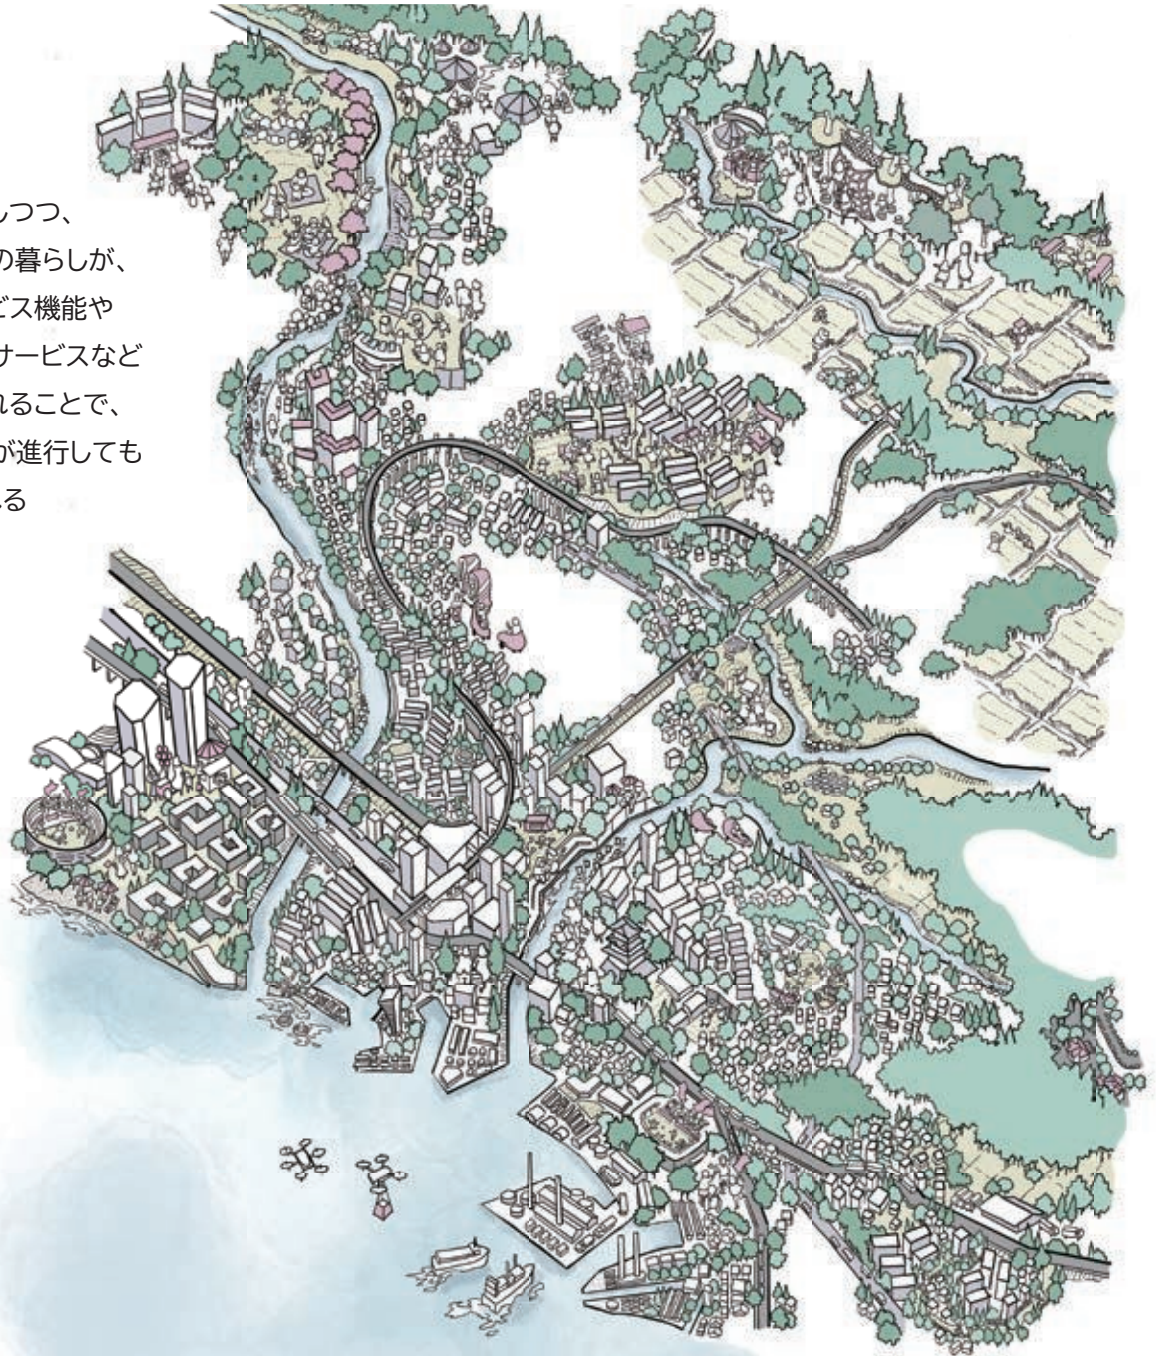 しつつ、
の暮らしが、
ビス機能や
サービスなど
れることで、
が進行しても
れる